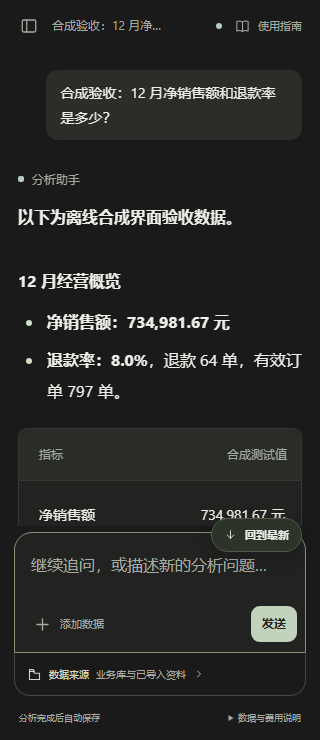 合成验收：12 月净...
使用指南
合成验收：12 月净销售额和退款率
是多少？
分析助手
以下为离线合成界面验收数据。
12 月经营概览
净销售额：734,981.67 元
退款率：8.0%，退款 64 单，有效订
单 797 单。
指标 合成测试值
净销售额 734,981.67 元
回到最新
继续追问，或描述新的分析问题...
添加数据
发送
数据来源 业务库与已导入资料
分析完成后自动保存
数据与费用说明